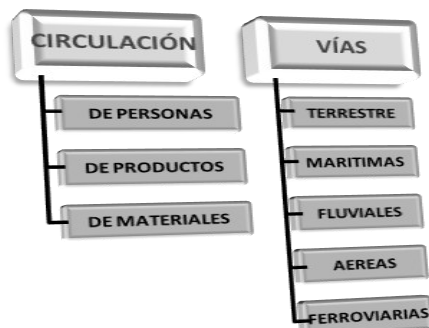 CIRCULACIÓN
DE PERSONAS
DE PRODUCTOS
DE MATERIALES
VÍAS
TERRESTRE
MARITIMAS
FLUVIALES
AEREAS
FERROVIARIAS